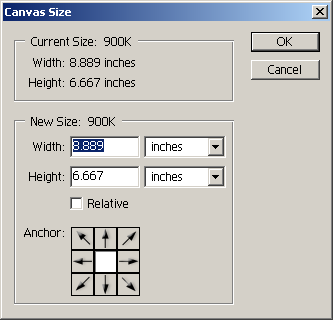 Canvas Size
Current Size: 900K
Width: 8.889 inches
Height: 6.667 inches
OK
Cancel
New Size: 900K
Width: 8.889 inches
Height: 6.667 inches
Relative
Anchor: